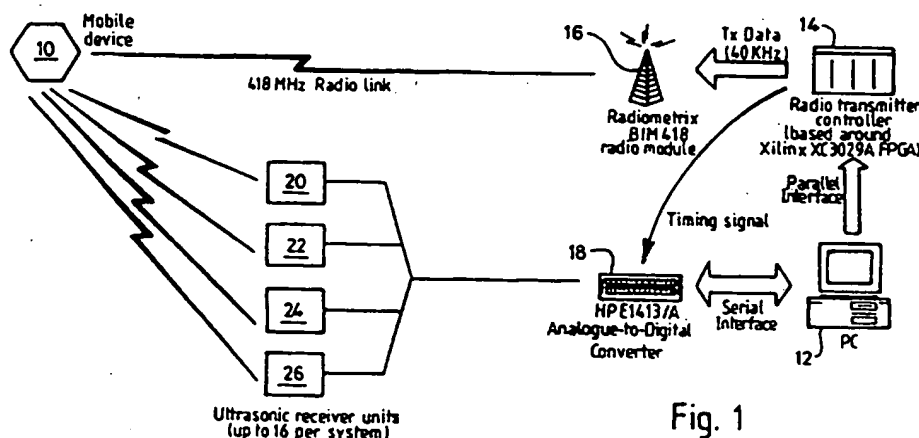 Mobile
device
10
418 MHz Radio link
16
Tx Data
(40 KHz)
14
Radiometrix
BIM 418
radio module
Radio transmitter
controller
(based around
Xilinx XC3029A FPGA)
Parallel
Interface
Timing signal
20
22
24
26
18
HP E1413/A
Analogue-to-Digital
Converter
Serial
Interface
12
PC
Ultrasonic receiver units
(up to 16 per system)
Fig. 1